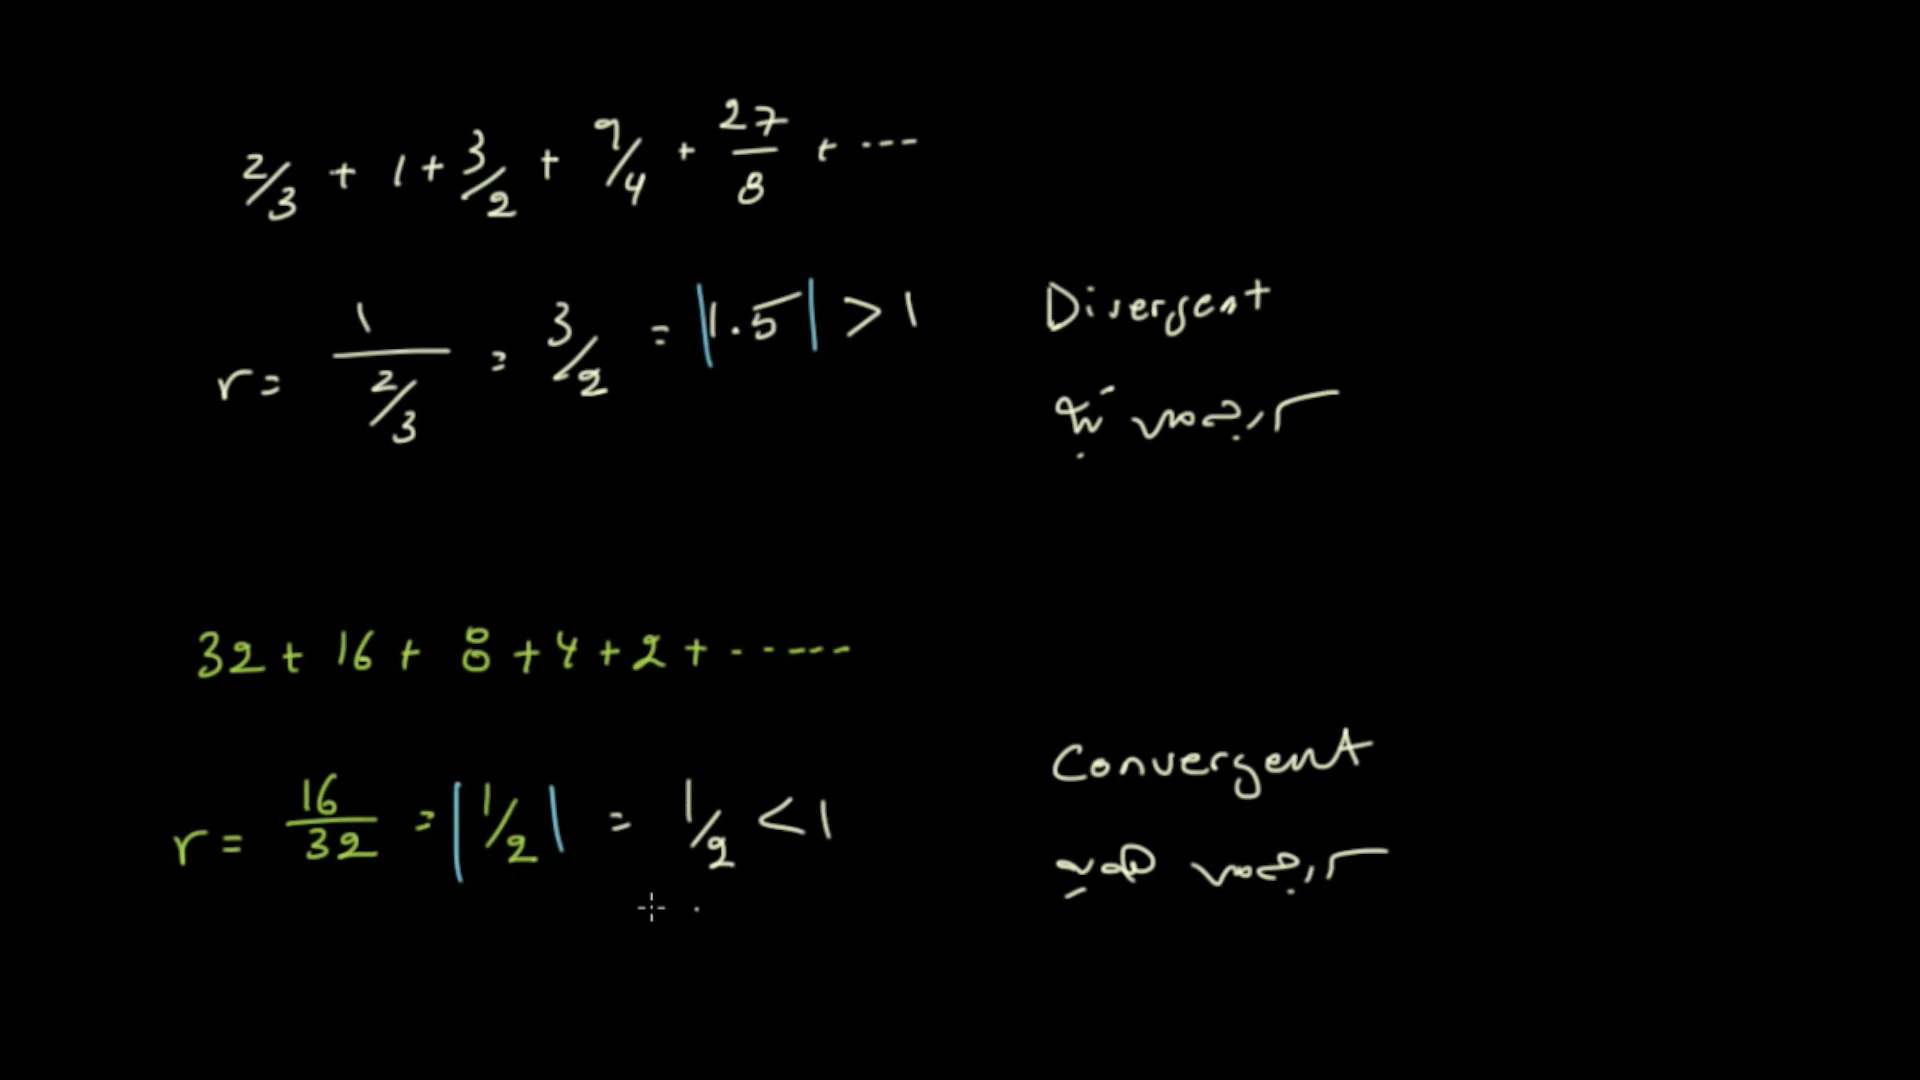 2/3 + 1 + 3/2 + 9/4 + 27/8 + ---
r = 1/(2/3) = 3/2 = |1.5| > 1
Divergent
32 + 16 + 8 + 4 + 2 + -----
r = 16/32 = |1/2| = 1/2 < 1
Convergent